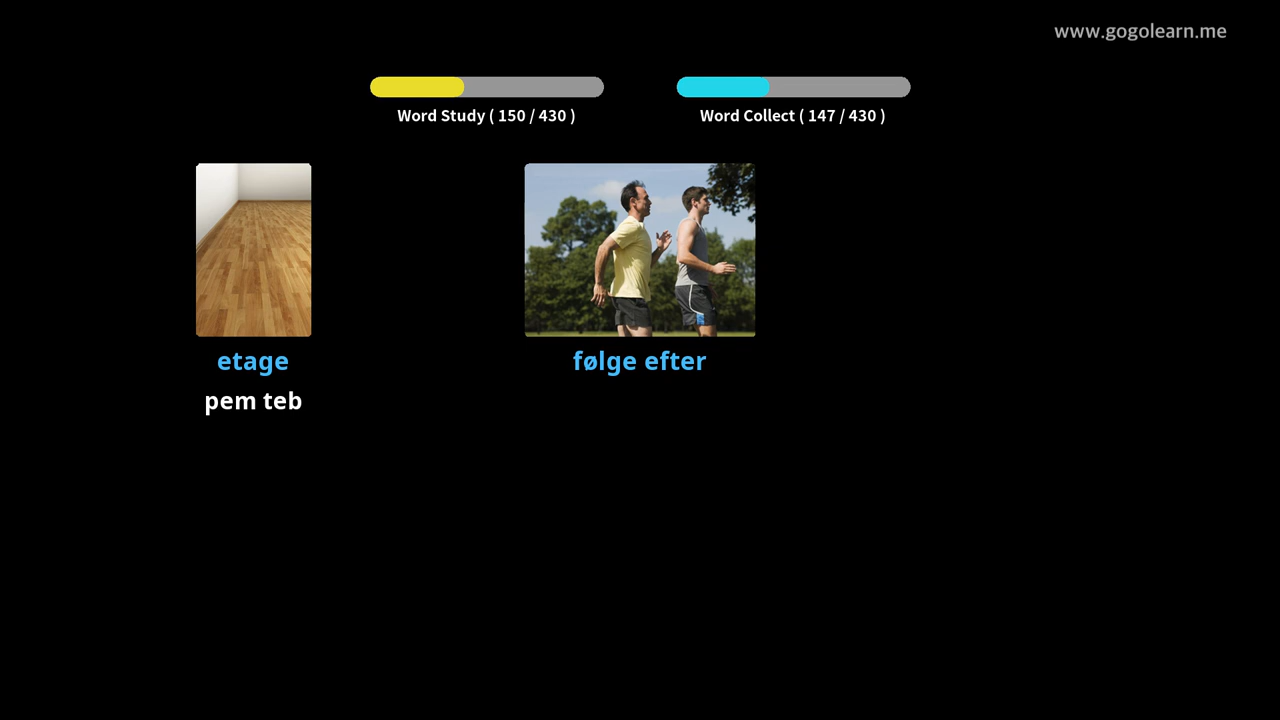 www.gogolearn.me
Word Study ( 150 / 430 )
Word Collect ( 147 / 430 )
etage
følge efter
pem teb